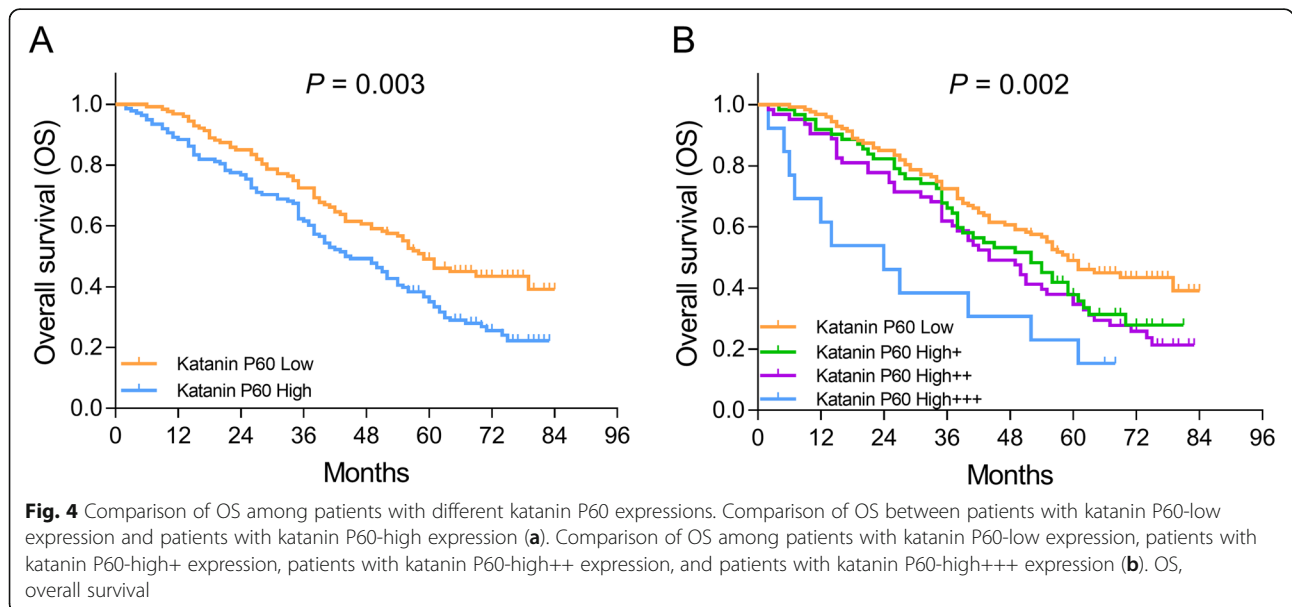 A
P = 0.003
Overall survival (OS)
1.0
0.8
0.6
0.4
0.2
0.0
Katanin P60 Low
Katanin P60 High
0 12 24 36 48 60 72 84 96
Months
B
P = 0.002
Overall survival (OS)
1.0
0.8
0.6
0.4
0.2
0.0
Katanin P60 Low
Katanin P60 High+
Katanin P60 High++
Katanin P60 High+++
0 12 24 36 48 60 72 84 96
Months
Fig. 4 Comparison of OS among patients with different katanin P60 expressions. Comparison of OS between patients with katanin P60-low
expression and patients with katanin P60-high expression (a). Comparison of OS among patients with katanin P60-low expression, patients with
katanin P60-high+ expression, patients with katanin P60-high++ expression, and patients with katanin P60-high+++ expression (b). OS,
overall survival